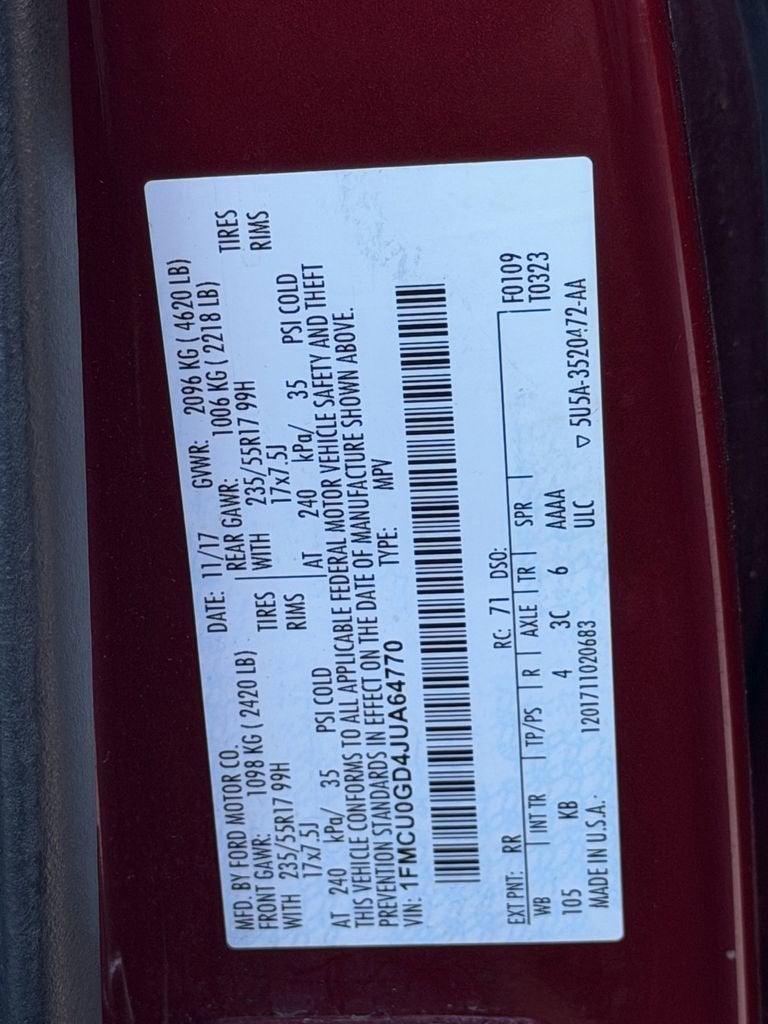 MFD. BY FORD MOTOR CO. DATE: 11/17 GVWR: 2096 KG ( 4620 LB)
FRONT GAWR: 1098 KG ( 2420 LB) REAR GAWR: 1006 KG ( 2218 LB)
WITH 235/55R17 99H TIRES WITH 235/55R17 99H TIRES
17x7.5J RIMS 17x7.5J RIMS
AT 240 kPa/ 35 PSI COLD AT 240 kPa/ 35 PSI COLD
THIS VEHICLE CONFORMS TO ALL APPLICABLE FEDERAL MOTOR VEHICLE SAFETY AND THEFT
PREVENTION STANDARDS IN EFFECT ON THE DATE OF MANUFACTURE SHOWN ABOVE.
VIN: 1FMCU0GD4JUA64770 TYPE: MPV
EXT PNT: RR RC: 71 DSO: F0109
WB INT TR TP/PS R AXLE TR SPR T0323
105 KB 4 3C 6 AAAA
MADE IN U.S.A. 1201711020683 ULC ▽ 5U5A-3520472-AA